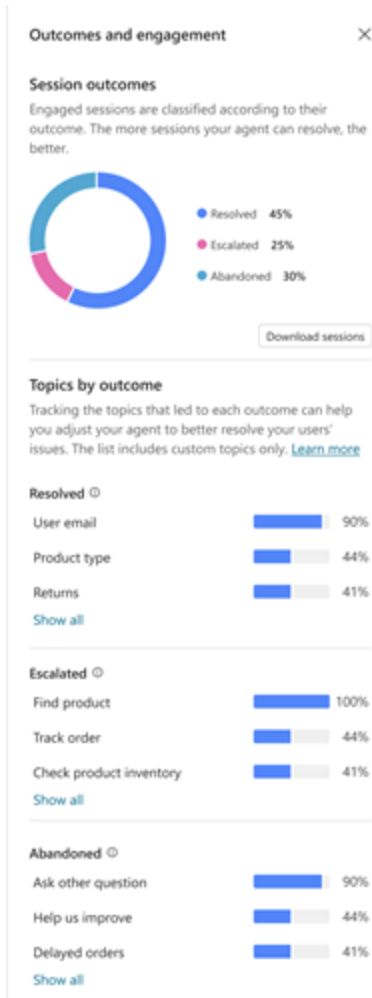 Outcomes and engagement
Session outcomes
Engaged sessions are classified according to their
outcome. The more sessions your agent can resolve, the
better.
Resolved 45%
Escalated 25%
Abandoned 30%
Download sessions
Topics by outcome
Tracking the topics that led to each outcome can help
you adjust your agent to better resolve your users'
issues. The list includes custom topics only. Learn more
Resolved
User email 90%
Product type 44%
Returns 41%
Show all
Escalated
Find product 100%
Track order 44%
Check product inventory 41%
Show all
Abandoned
Ask other question 90%
Help us improve 44%
Delayed orders 41%
Show all